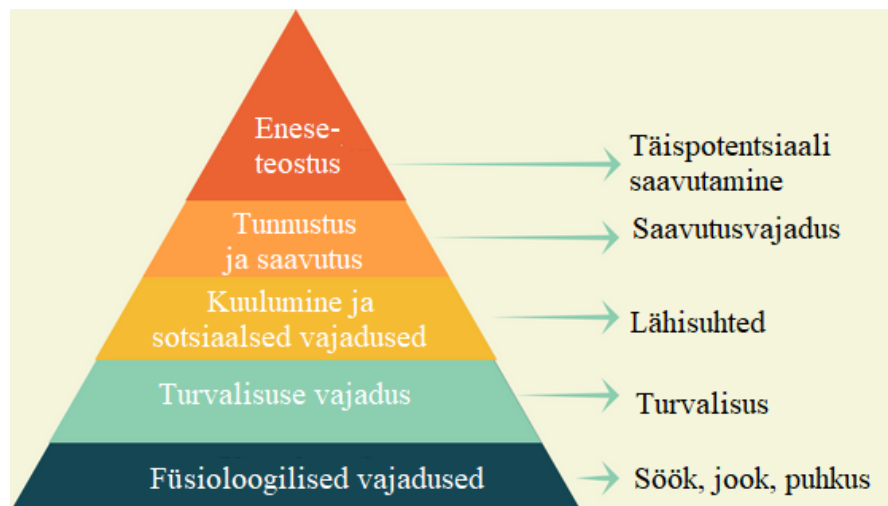 Enese-
teostus
Täispotentsiaali
saavutamine
Tunnustus
ja saavutus
Saavutusvajadus
Kuulumine ja
sotsiaalsed vajadused
Lähisuhted
Turvalisuse vajadus
Turvalisus
Füsioloogilised vajadused
Söök, jook, puhkus